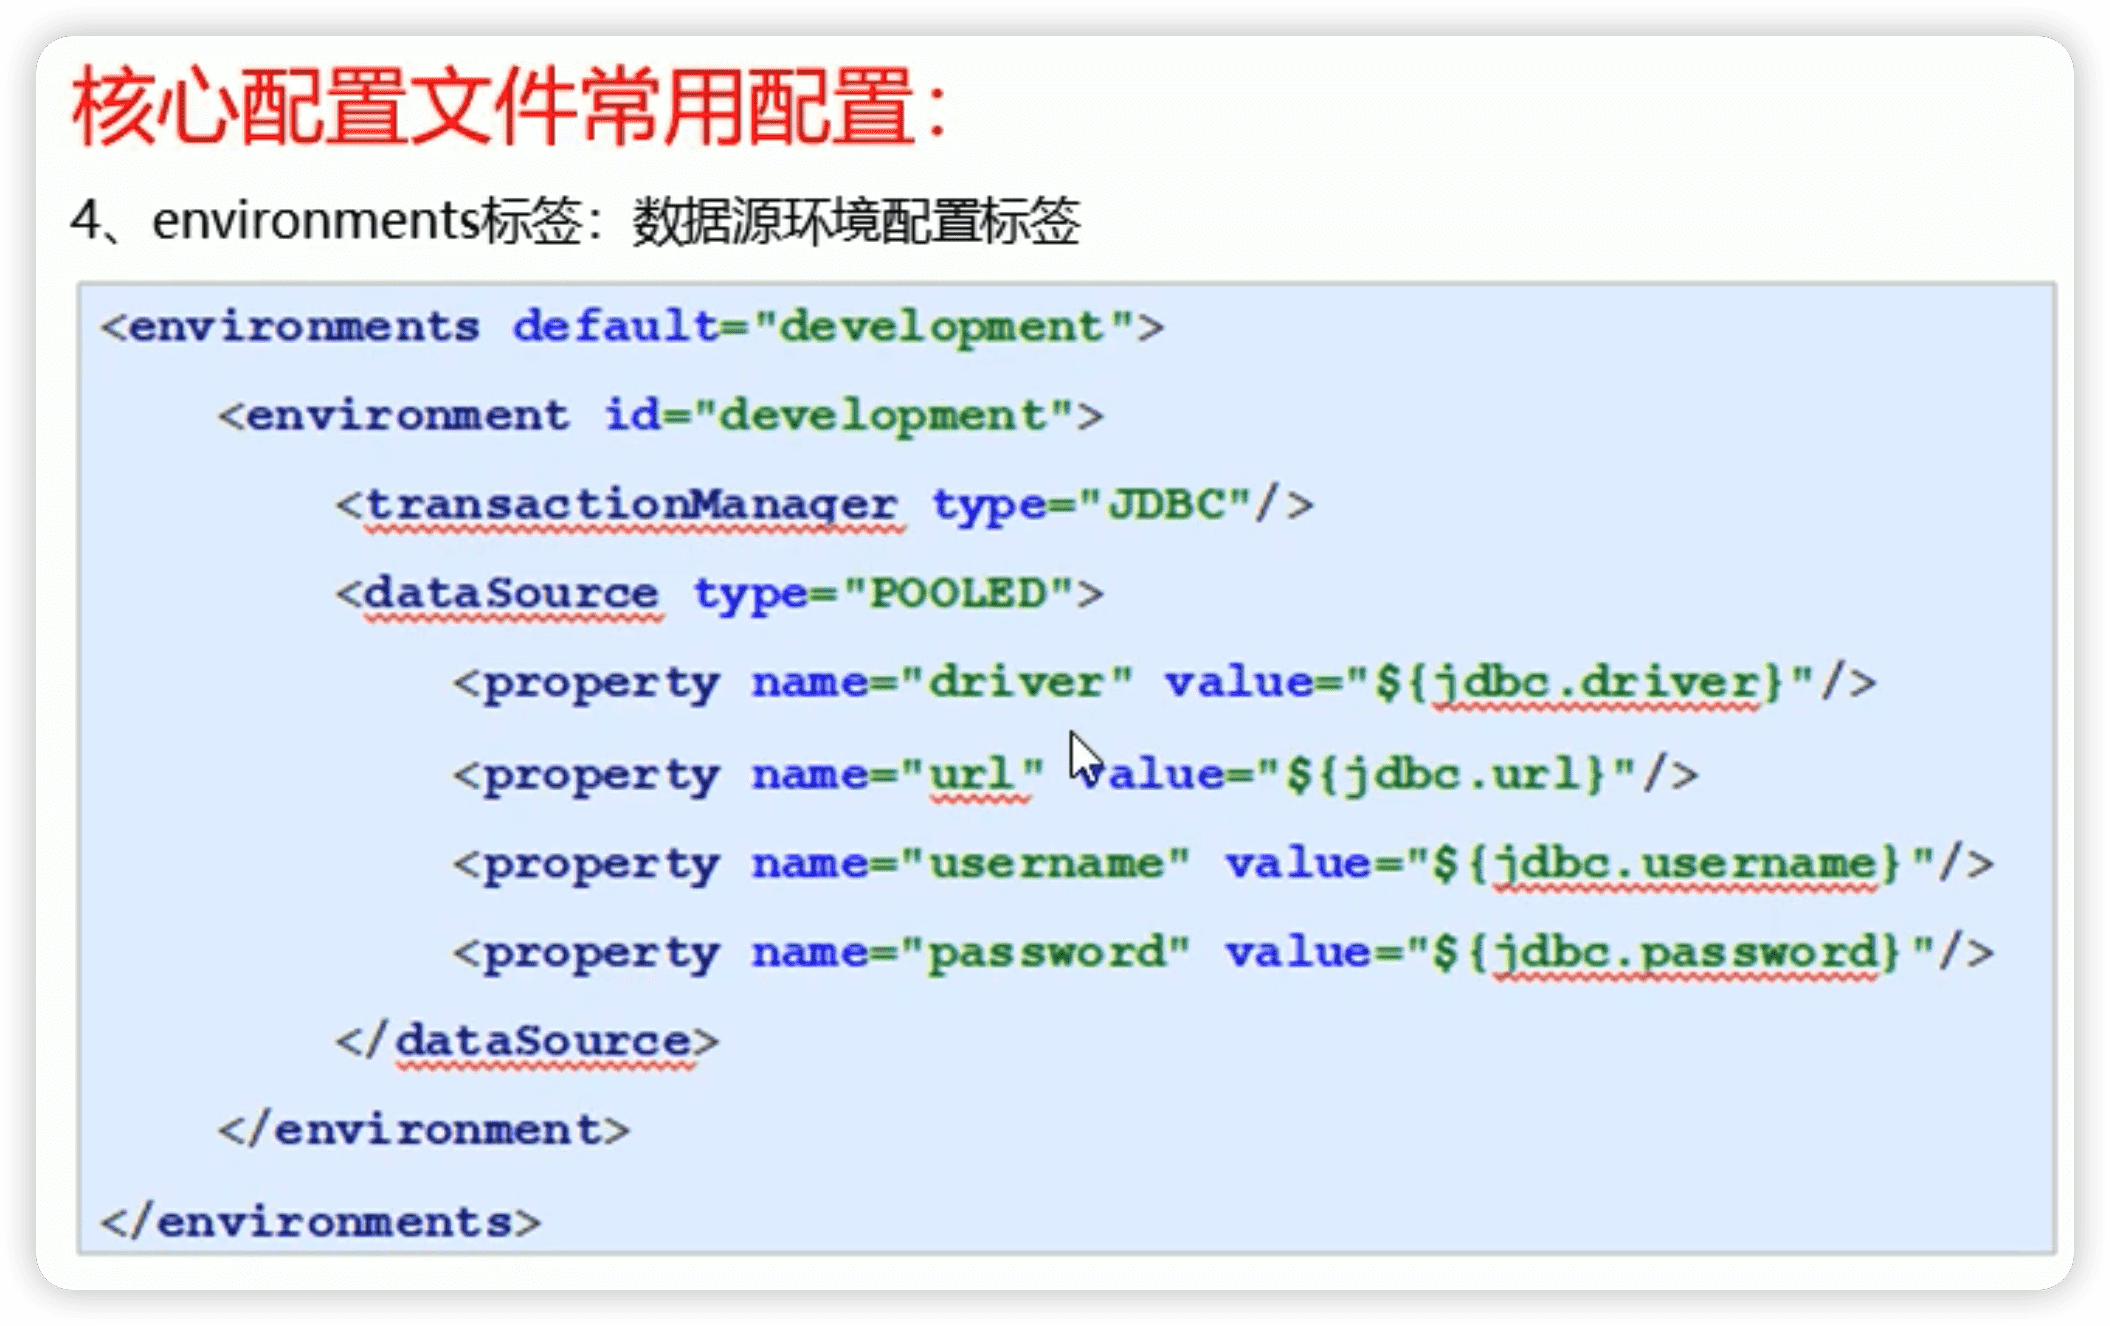 核心配置文件常用配置：
4、environments标签：数据源环境配置标签
<environments default="development">
<environment id="development">
<transactionManager type="JDBC"/>
<dataSource type="POOLED">
<property name="driver" value="${jdbc.driver}"/>
<property name="url" value="${jdbc.url}"/>
<property name="username" value="${jdbc.username}"/>
<property name="password" value="${jdbc.password}"/>
</dataSource>
</environment>
</environments>